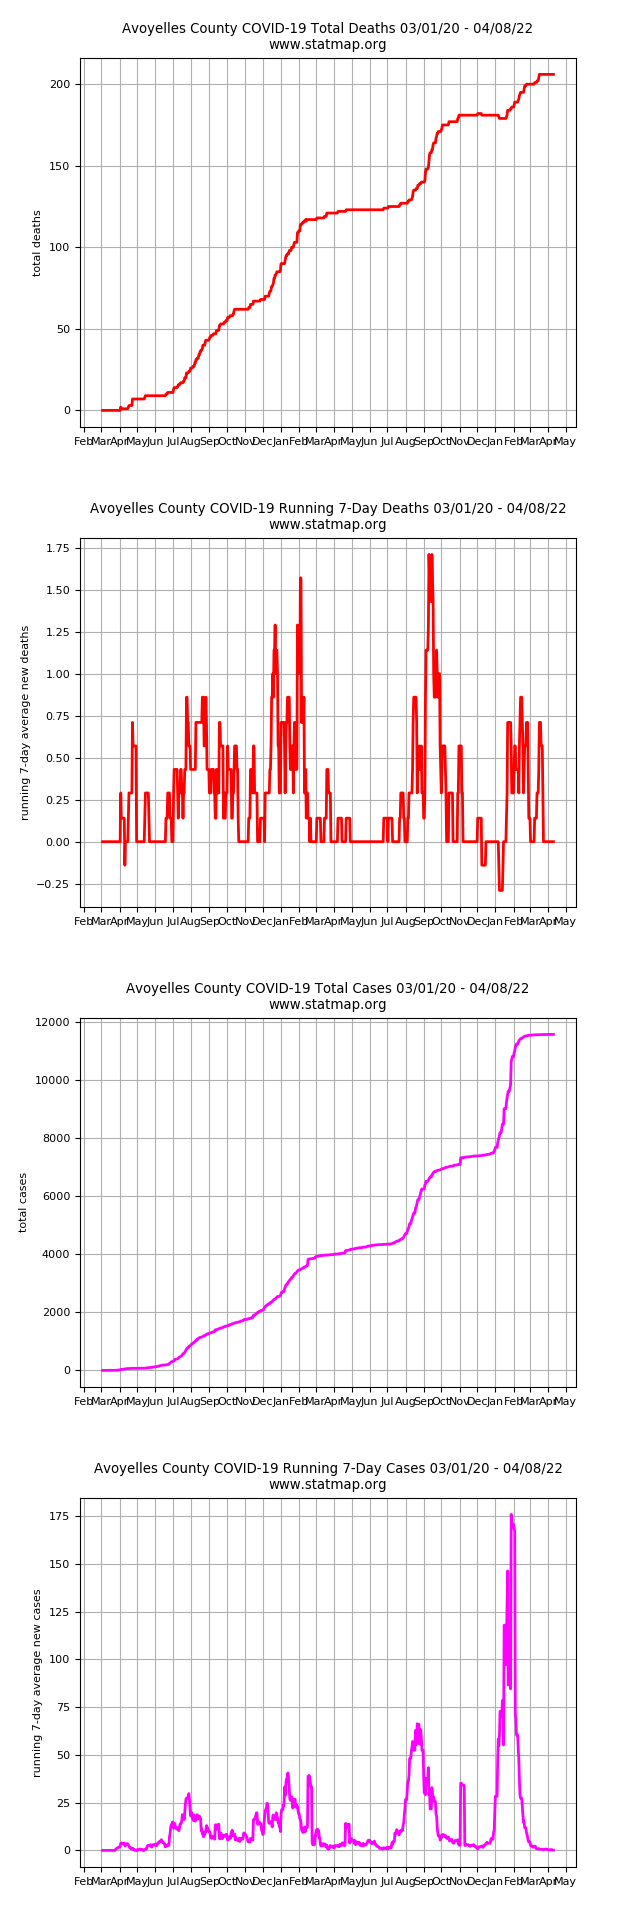 Avoyelles County COVID-19 Total Deaths 03/01/20 - 04/08/22
www.statmap.org
200
150
100
50
0
total deaths
Feb Mar Apr May Jun Jul Aug Sep Oct Nov Dec Jan Feb Mar Apr May Jun Jul Aug Sep Oct Nov Dec Jan Feb Mar Apr May
Avoyelles County COVID-19 Running 7-Day Deaths 03/01/20 - 04/08/22
www.statmap.org
1.75
1.50
1.25
1.00
0.75
0.50
0.25
0.00
−0.25
running 7-day average new deaths
Feb Mar Apr May Jun Jul Aug Sep Oct Nov Dec Jan Feb Mar Apr May Jun Jul Aug Sep Oct Nov Dec Jan Feb Mar Apr May
Avoyelles County COVID-19 Total Cases 03/01/20 - 04/08/22
www.statmap.org
12000
10000
8000
6000
4000
2000
0
total cases
Feb Mar Apr May Jun Jul Aug Sep Oct Nov Dec Jan Feb Mar Apr May Jun Jul Aug Sep Oct Nov Dec Jan Feb Mar Apr May
Avoyelles County COVID-19 Running 7-Day Cases 03/01/20 - 04/08/22
www.statmap.org
175
150
125
100
75
50
25
0
running 7-day average new cases
Feb Mar Apr May Jun Jul Aug Sep Oct Nov Dec Jan Feb Mar Apr May Jun Jul Aug Sep Oct Nov Dec Jan Feb Mar Apr May